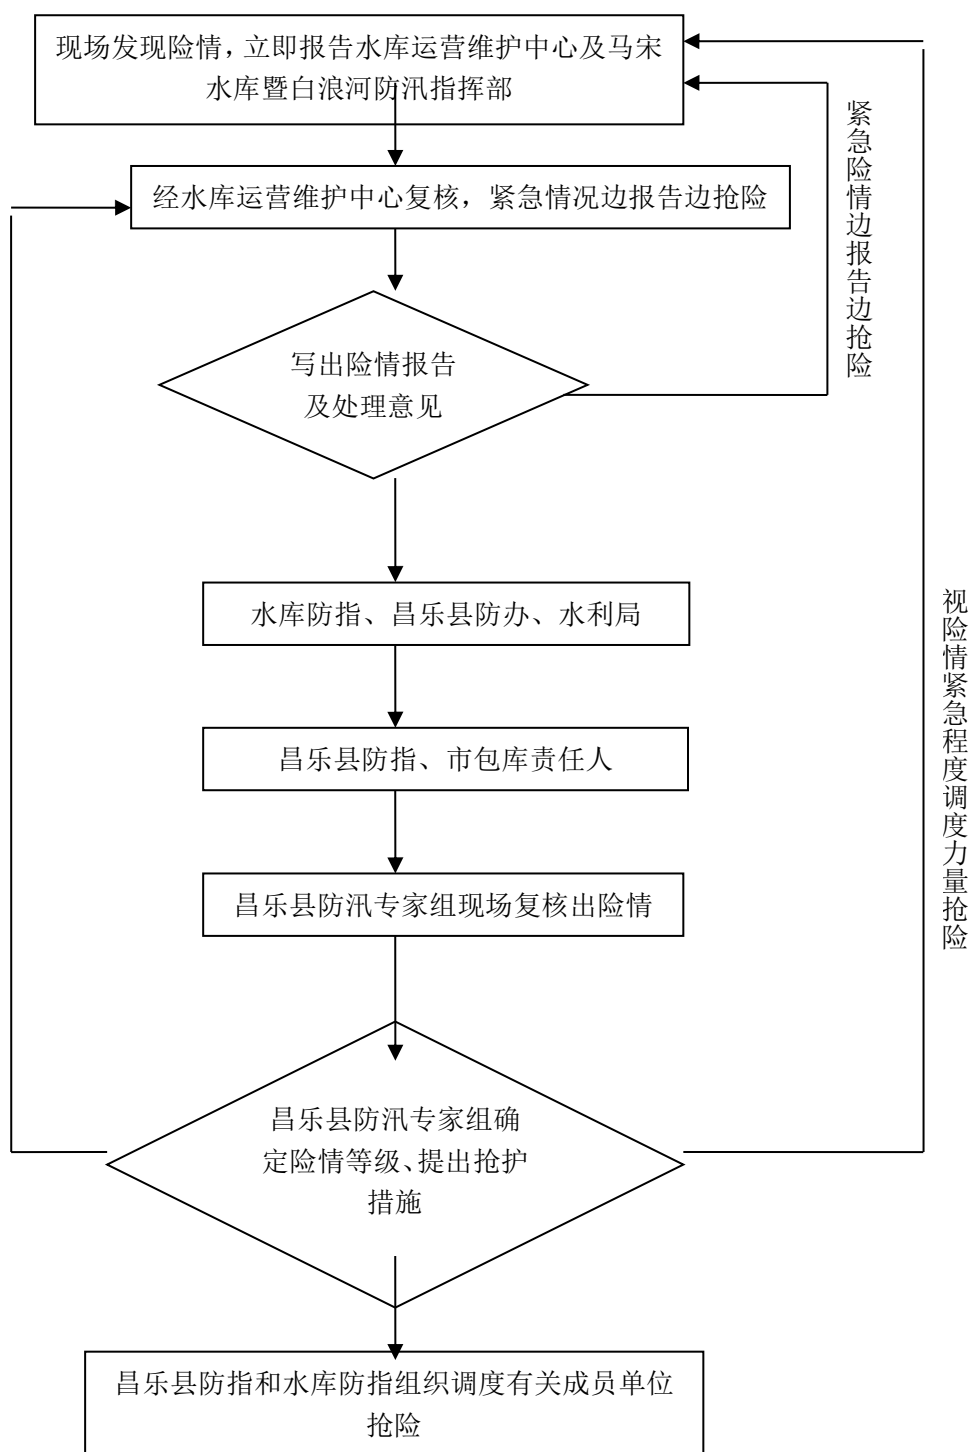 现场发现险情，立即报告水库运营维护中心及马宋
水库暨白浪河防汛指挥部
经水库运营维护中心复核，紧急情况边报告边抢险
紧急险情边报告边抢险
写出险情报告
及处理意见
水库防指、昌乐县防办、水利局
昌乐县防指、市包库责任人
视险情紧急程度调度力量抢险
昌乐县防汛专家组现场复核出险情
昌乐县防汛专家组确
定险情等级、提出抢护
措施
昌乐县防指和水库防指组织调度有关成员单位
抢险